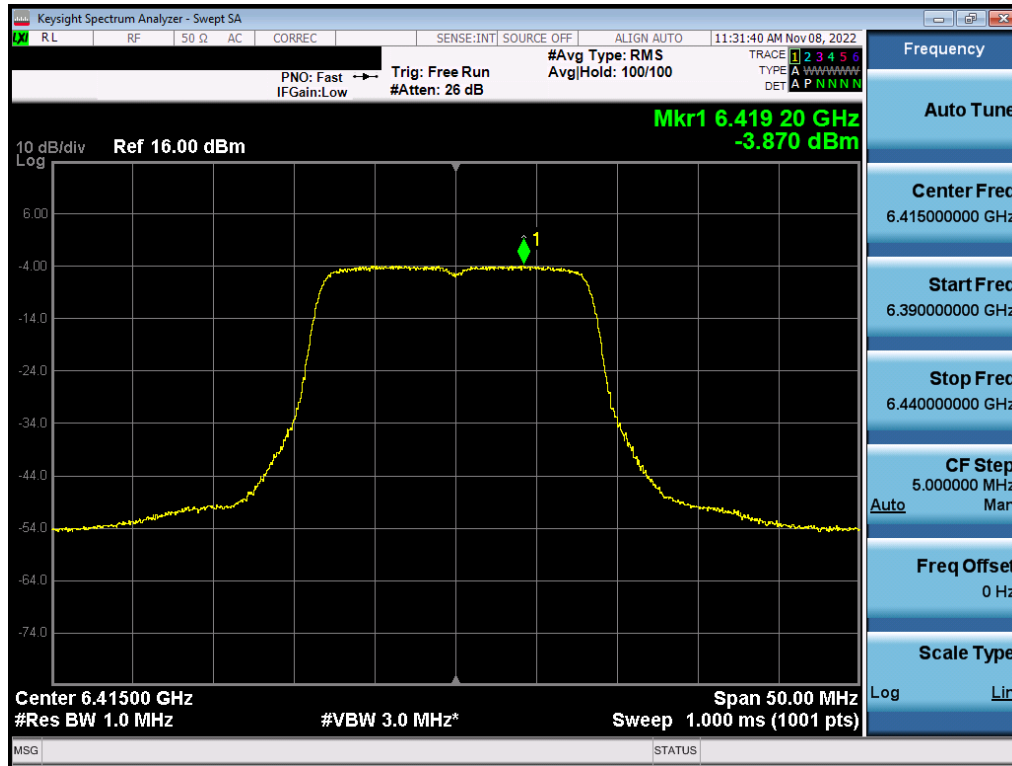 Keysight Spectrum Analyzer - Swept SA
LXI RL RF 50 Ω AC CORREC SENSE:INT SOURCE OFF ALIGN AUTO 11:31:40 AM Nov 08, 2022
PNO: Fast
IFGain:Low
Trig: Free Run
#Atten: 26 dB
#Avg Type: RMS
Avg|Hold: 100/100
TRACE 1 2 3 4 5 6
TYPE A WWWWW
DET A P N N N N
Mkr1 6.419 20 GHz
-3.870 dBm
10 dB/div Ref 16.00 dBm
Log
6.00
1
-4.00
-14.0
-24.0
-34.0
-44.0
-54.0
-64.0
-74.0
Center 6.41500 GHz Span 50.00 MHz
#Res BW 1.0 MHz #VBW 3.0 MHz* Sweep 1.000 ms (1001 pts)
MSG STATUS
Frequency
Auto Tune
Center Freq
6.415000000 GHz
Start Freq
6.390000000 GHz
Stop Freq
6.440000000 GHz
CF Step
5.000000 MHz
Auto Man
Freq Offset
0 Hz
Scale Type
Log Lin